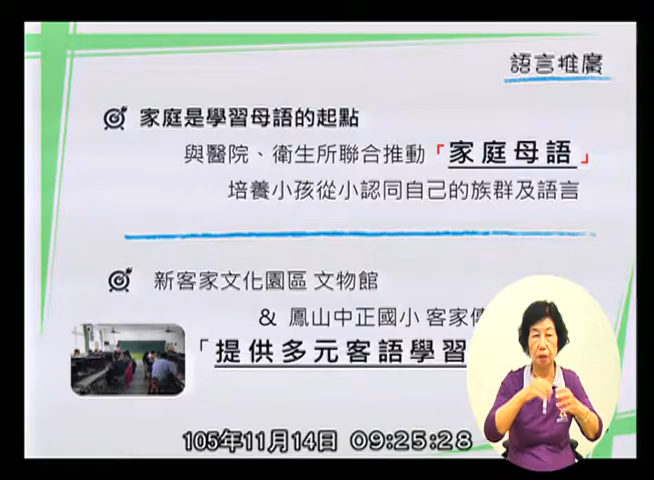 語言推廣
家庭是學習母語的起點
與醫院、衛生所聯合推動「家庭母語」
培養小孩從小認同自己的族群及語言
新客家文化園區 文物館
& 鳳山中正國小 客家傳
「提供多元客語學習
105年11月14日 09:25:28